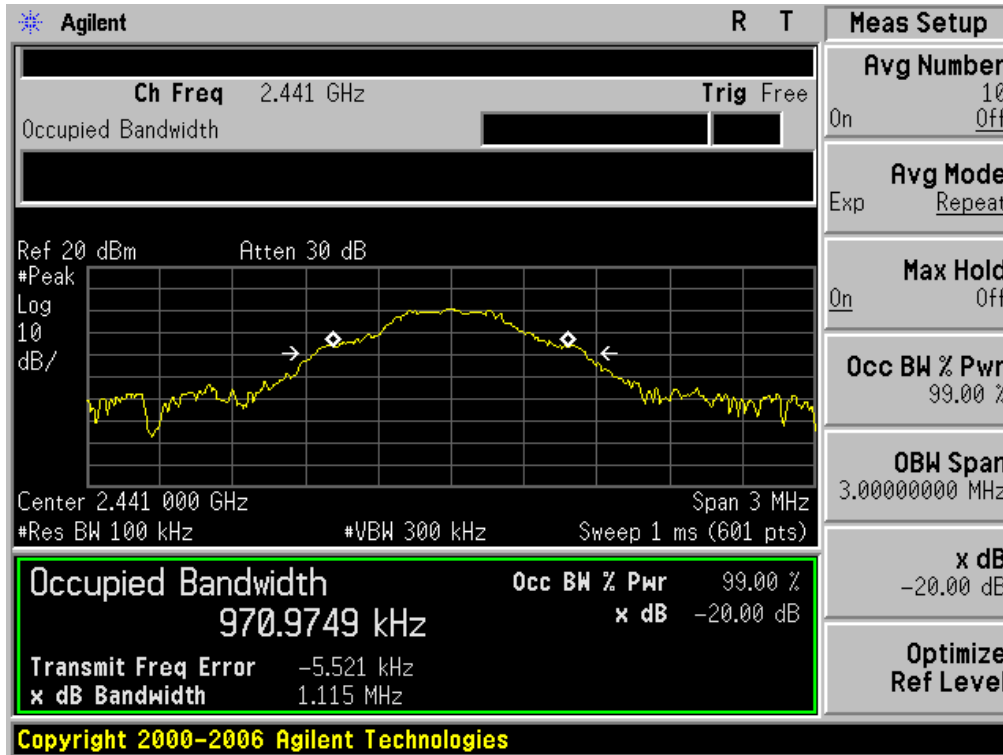 Agilent R T
Ch Freq 2.441 GHz Trig Free
Occupied Bandwidth
Ref 20 dBm Atten 30 dB
#Peak
Log
10
dB/
Center 2.441 000 GHz Span 3 MHz
#Res BW 100 kHz #VBW 300 kHz Sweep 1 ms (601 pts)
Occupied Bandwidth
970.9749 kHz
Occ BW % Pwr 99.00 %
x dB -20.00 dB
Transmit Freq Error -5.521 kHz
x dB Bandwidth 1.115 MHz
Copyright 2000-2006 Agilent Technologies
Meas Setup
Avg Number
10
On Off
Avg Mode
Exp Repeat
Max Hold
On Off
Occ BW % Pwr
99.00 %
OBW Span
3.00000000 MHz
x dB
-20.00 dB
Optimize
Ref Level